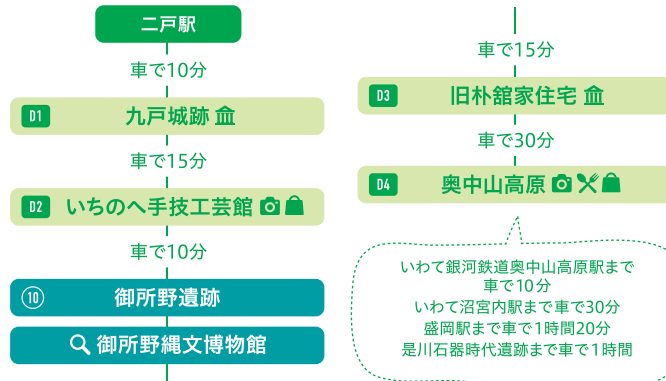 二戸駅
車で10分
D1 九戸城跡
車で15分
D2 いちのへ手技工芸館
車で10分
⑩ 御所野遺跡
御所野縄文博物館
車で15分
D3 旧朴舘家住宅
車で30分
D4 奥中山高原
いわて銀河鉄道奥中山高原駅まで
車で10分
いわて沼宮内駅まで車で30分
盛岡駅まで車で1時間20分
是川石器時代遺跡まで車で1時間